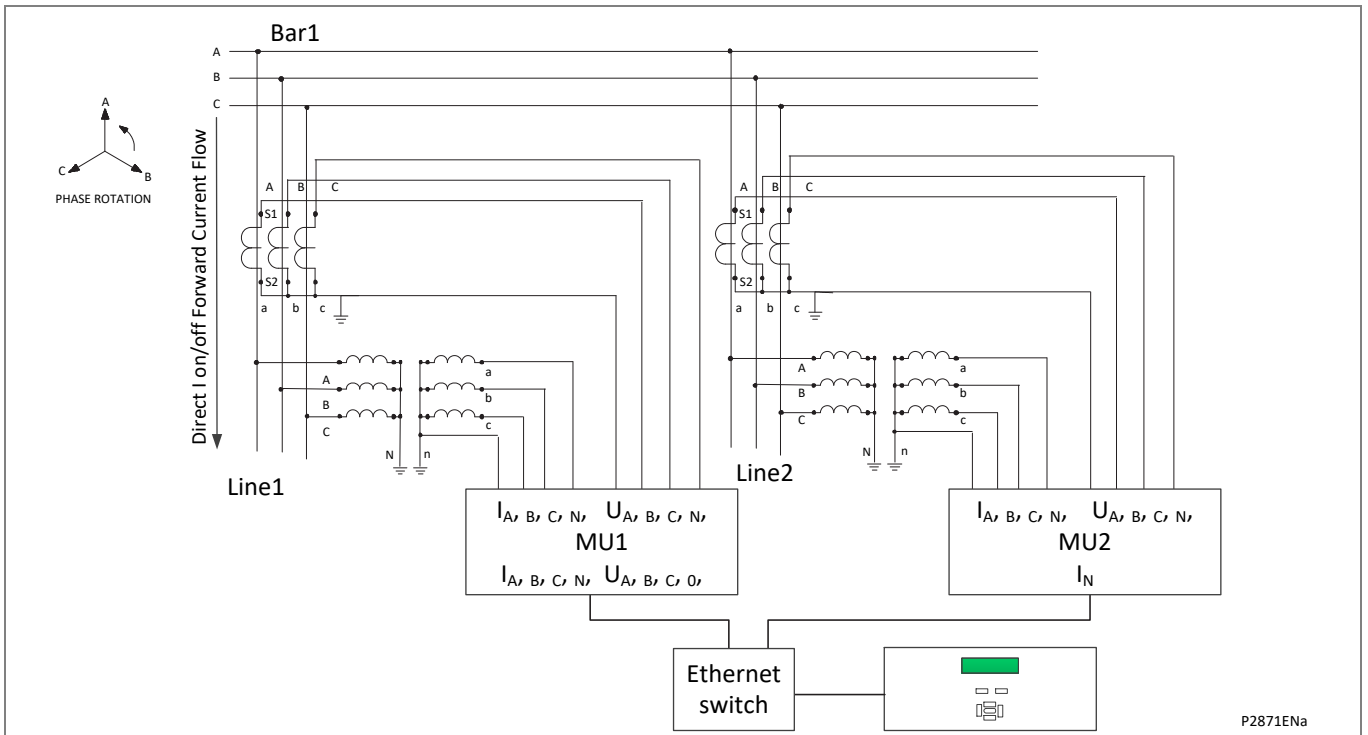 Bar1
A
B
C
A
C
B
PHASE ROTATION
Direct I on/off Forward Current Flow
A B C
S1
S2
a b c
A
B
C
N
a
b
c
n
Line1
A B C
S1
S2
a b c
A
B
C
N
a
b
c
n
Line2
IA, B, C, N, UA, B, C, N,
MU1
IA, B, C, N, UA, B, C, 0,
IA, B, C, N, UA, B, C, N,
MU2
IN
Ethernet
switch
P2871ENa